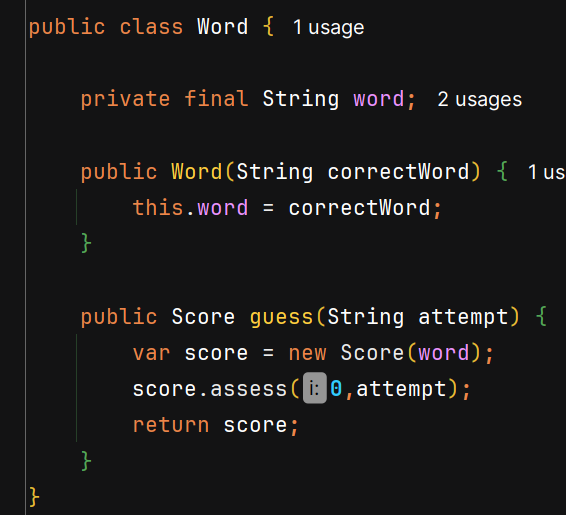 public class Word { 1 usage
private final String word; 2 usages
public Word(String correctWord) { 1 us
this.word = correctWord;
}
public Score guess(String attempt) {
var score = new Score(word);
score.assess( i: 0,attempt);
return score;
}
}